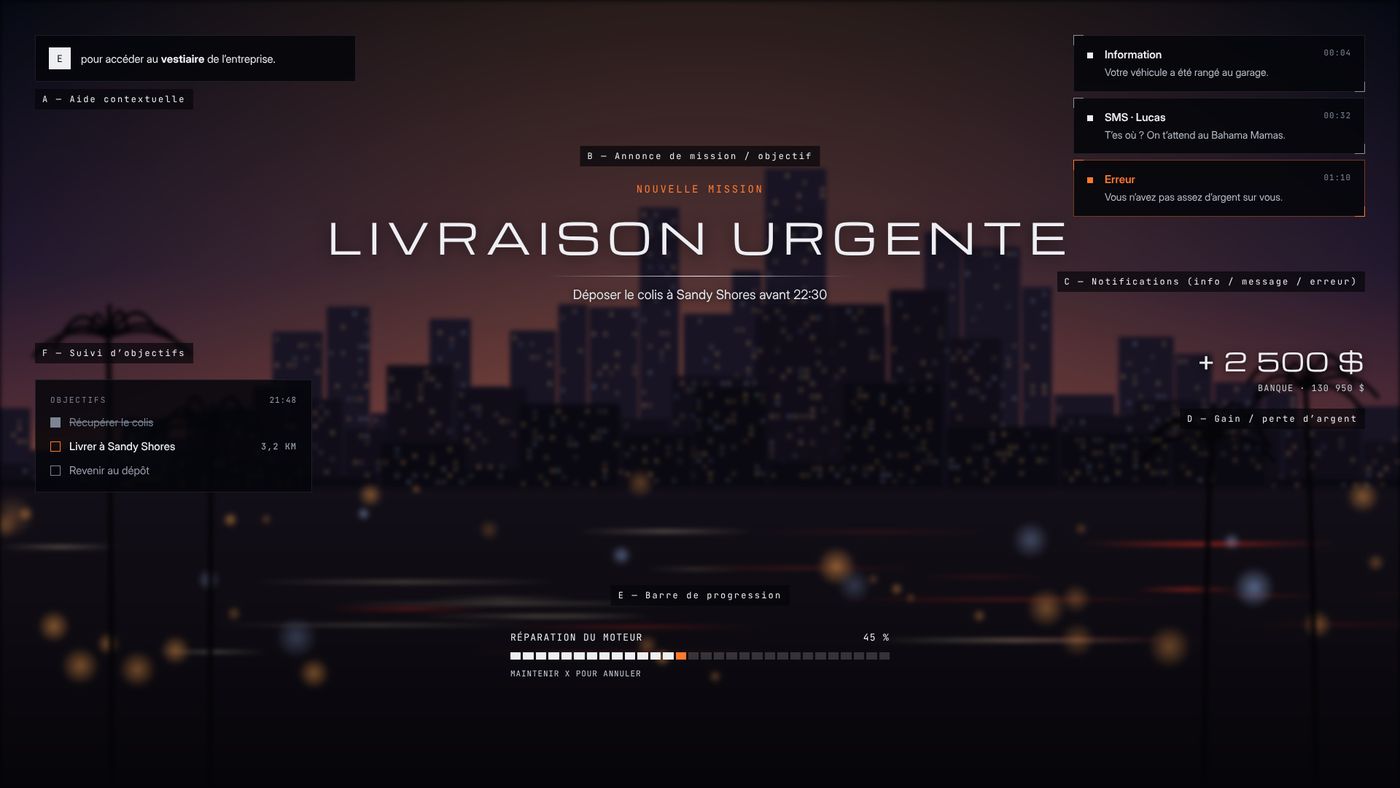 E pour accéder au vestiaire de l'entreprise.
A — Aide contextuelle
Information 00:04
Votre véhicule a été rangé au garage.
SMS · Lucas 00:32
T'es où ? On t'attend au Bahama Mamas.
Erreur 01:10
Vous n'avez pas assez d'argent sur vous.
C — Notifications (info / message / erreur)
B — Annonce de mission / objectif
NOUVELLE MISSION
LIVRAISON URGENTE
Déposer le colis à Sandy Shores avant 22:30
F — Suivi d'objectifs
OBJECTIFS 21:48
Récupérer le colis
Livrer à Sandy Shores 3,2 KM
Revenir au dépôt
+ 2 500 $
BANQUE · 130 950 $
D — Gain / perte d'argent
E — Barre de progression
RÉPARATION DU MOTEUR 45 %
MAINTENIR X POUR ANNULER